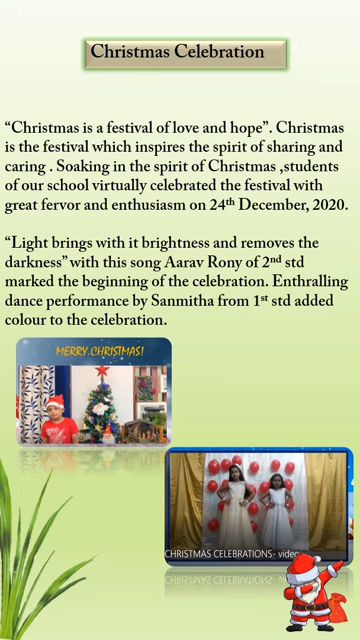 Christmas Celebration
“Christmas is a festival of love and hope”. Christmas
is the festival which inspires the spirit of sharing and
caring . Soaking in the spirit of Christmas ,students
of our school virtually celebrated the festival with
great fervor and enthusiasm on 24th December, 2020.
“Light brings with it brightness and removes the
darkness” with this song Aarav Rony of 2nd std
marked the beginning of the celebration. Enthralling
dance performance by Sanmitha from 1st std added
colour to the celebration.
MERRY CHRISTMAS!
CHRISTMAS CELEBRATIONS- video